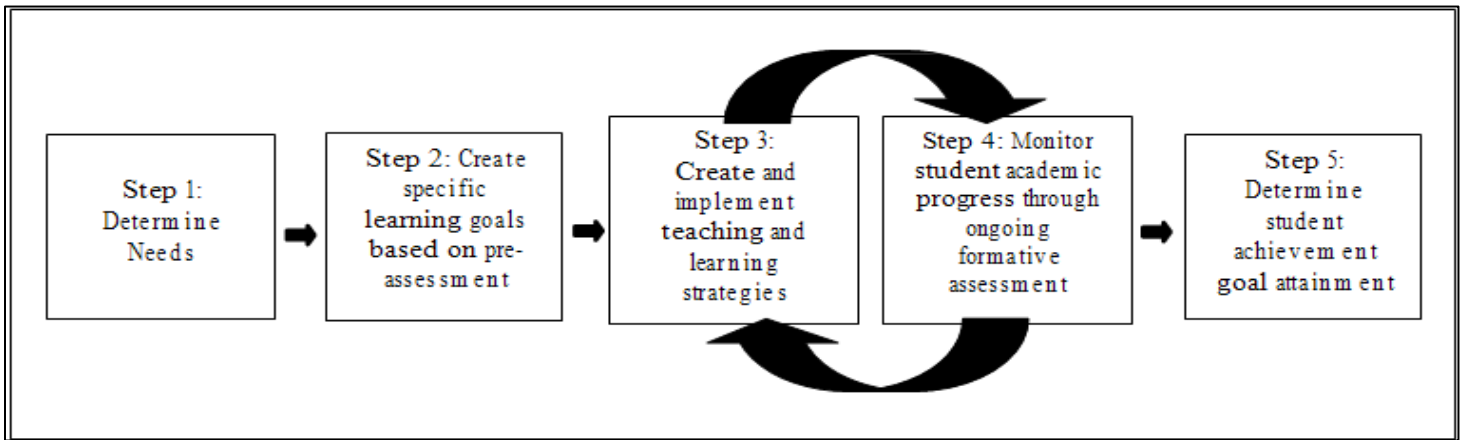 Step 1:
Determine
Needs
Step 2: Create
specific
learning goals
based on pre-
assessment
Step 3:
Create and
implement
teaching and
learning
strategies
Step 4: Monitor
student academic
progress through
ongoing
formative
assessment
Step 5:
Determine
student
achievement
goal attainment